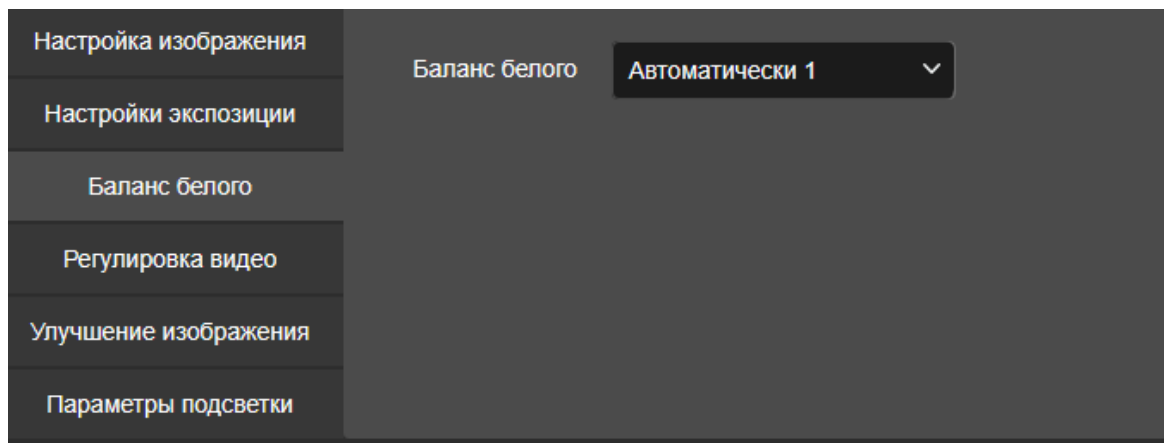 Настройка изображения
Баланс белого
Автоматически 1
Настройки экспозиции
Баланс белого
Регулировка видео
Улучшение изображения
Параметры подсветки